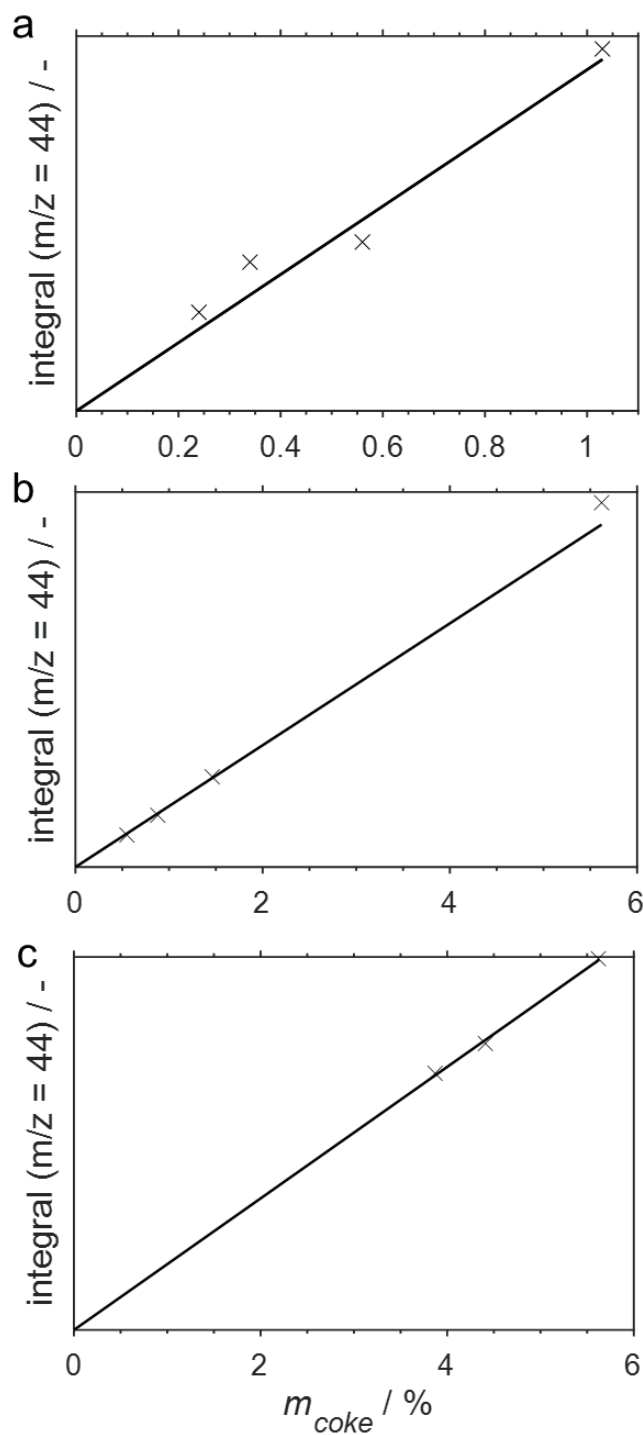 a
integral (m/z = 44) / -
0 0.2 0.4 0.6 0.8 1
b
integral (m/z = 44) / -
0 2 4 6
c
integral (m/z = 44) / -
0 2 4 6
m_coke / %